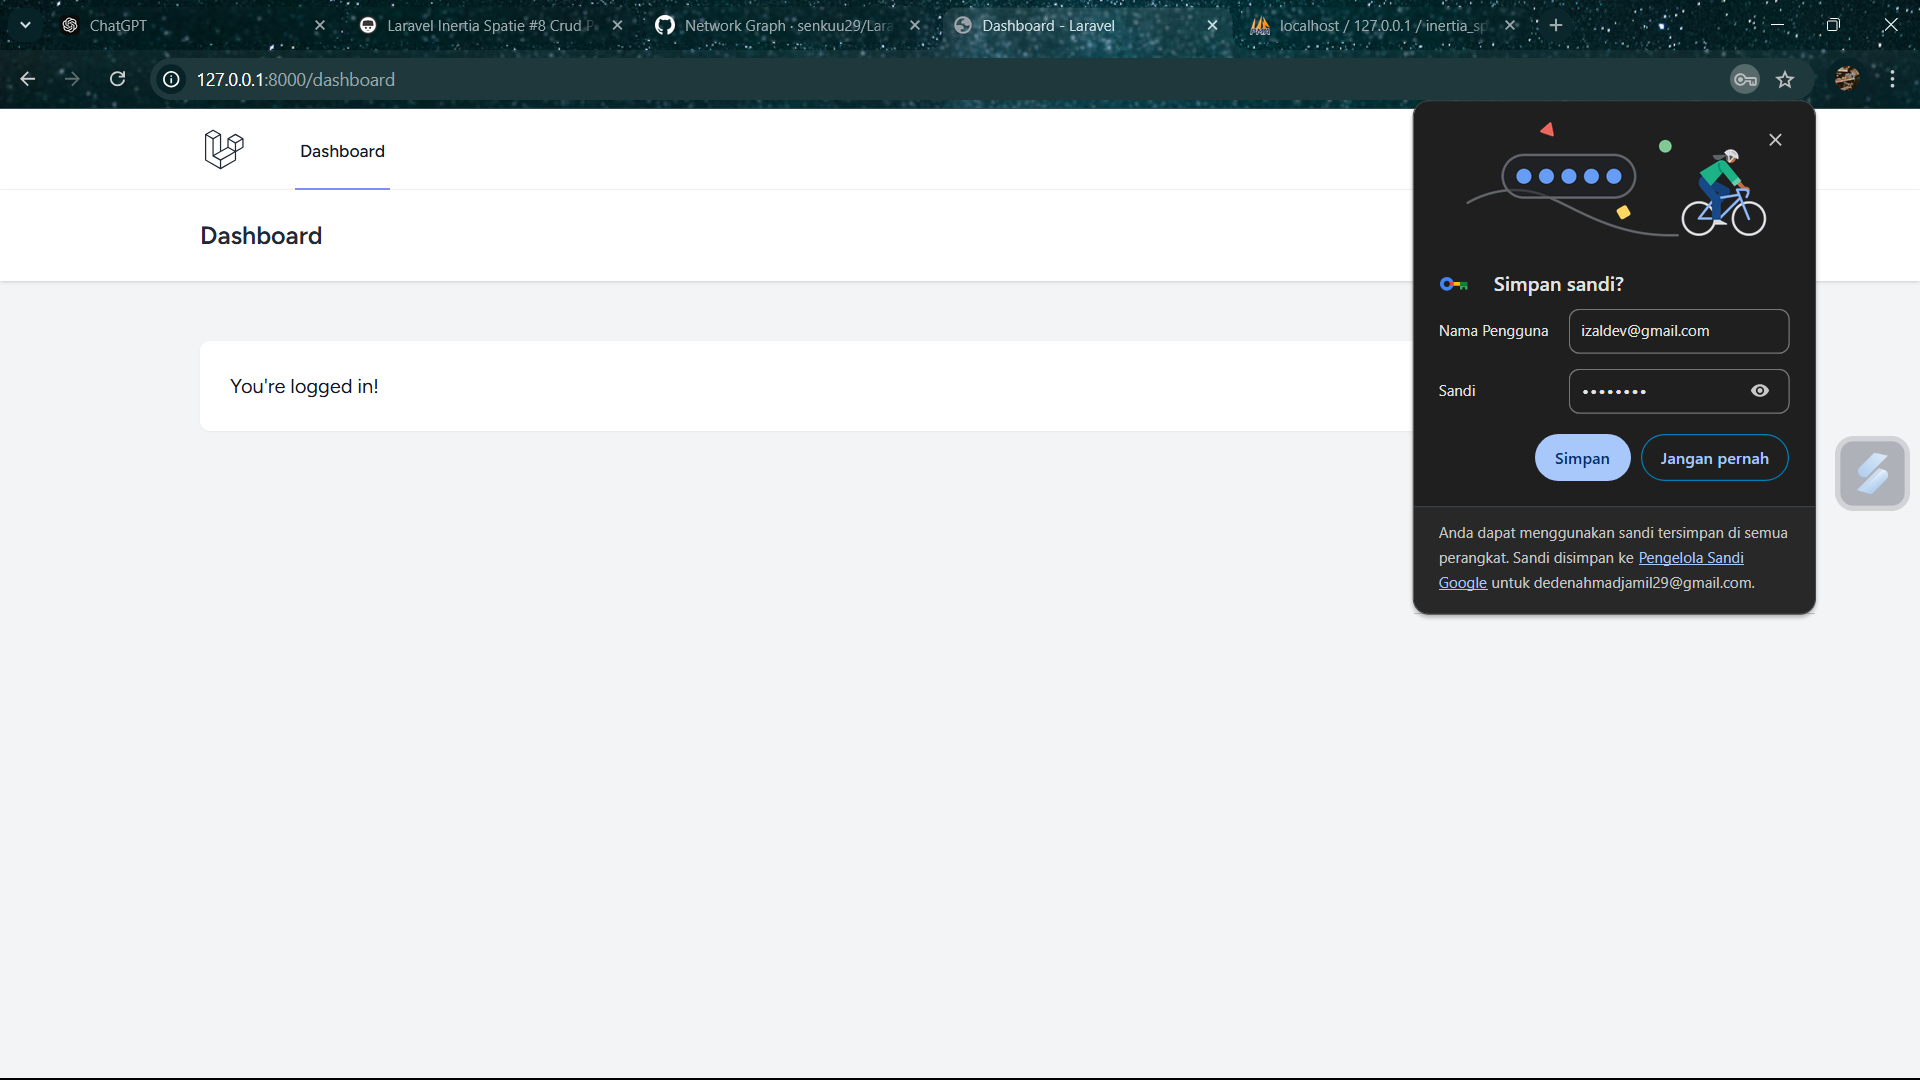 ChatGPT
Laravel Inertia Spatie #8 Crud P
Network Graph · senkuu29/Lara
Dashboard - Laravel
localhost / 127.0.0.1 / inertia_sp
127.0.0.1:8000/dashboard
Dashboard
Dashboard
You're logged in!
Simpan sandi?
Nama Pengguna
izaldev@gmail.com
Sandi
Simpan
Jangan pernah
Anda dapat menggunakan sandi tersimpan di semua
perangkat. Sandi disimpan ke Pengelola Sandi
Google untuk dedenahmadjamil29@gmail.com.